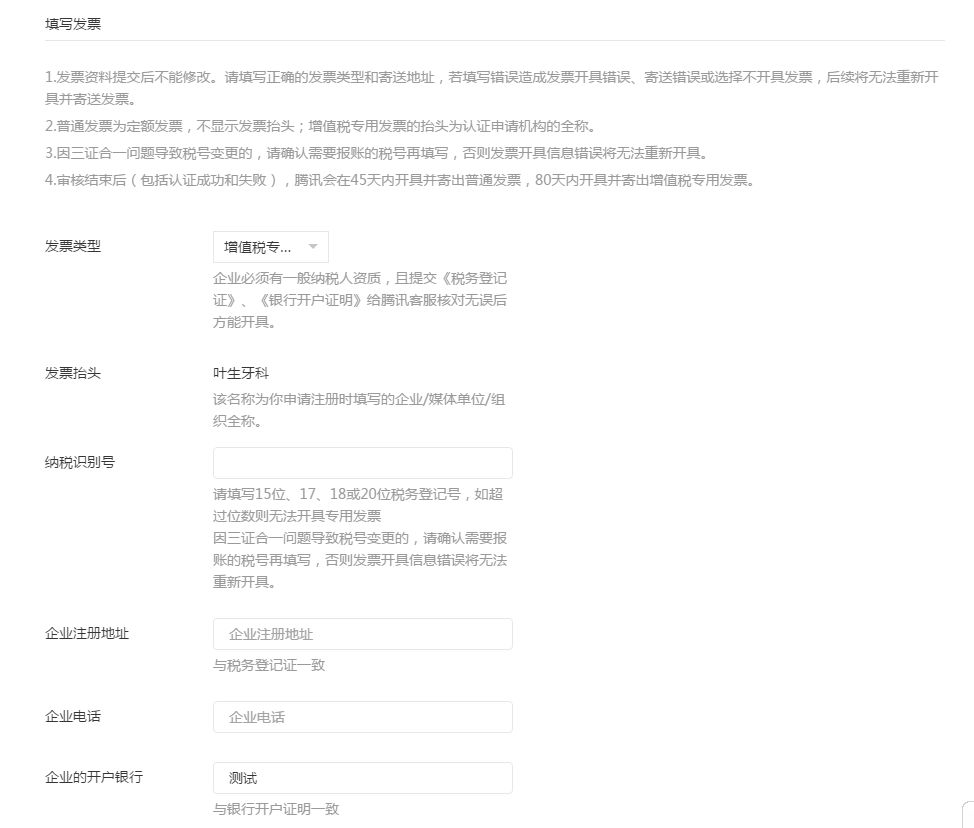 填写发票
1.发票资料提交后不能修改。请填写正确的发票类型和寄送地址，若填写错误造成发票开具错误、寄送错误或选择不开具发票，后续将无法重新开
具并寄送发票。
2.普通发票为定额发票，不显示发票抬头；增值税专用发票的抬头为认证申请机构的全称。
3.因三证合一问题导致税号变更的，请确认需要报账的税号再填写，否则发票开具信息错误将无法重新开具。
4.审核结束后（包括认证成功和失败），腾讯会在45天内开具并寄出普通发票，80天内开具并寄出增值税专用发票。
发票类型
增值税专...
企业必须有一般纳税人资质，且提交《税务登记
证》、《银行开户证明》给腾讯客服核对无误后
方能开具。
发票抬头
叶生牙科
该名称为你申请注册时填写的企业/媒体单位/组
织全称。
纳税识别号
请填写15位、17、18或20位税务登记号，如超
过位数则无法开具专用发票
因三证合一问题导致税号变更的，请确认需要报
账的税号再填写，否则发票开具信息错误将无法
重新开具。
企业注册地址
企业注册地址
与税务登记证一致
企业电话
企业电话
企业的开户银行
测试
与银行开户证明一致